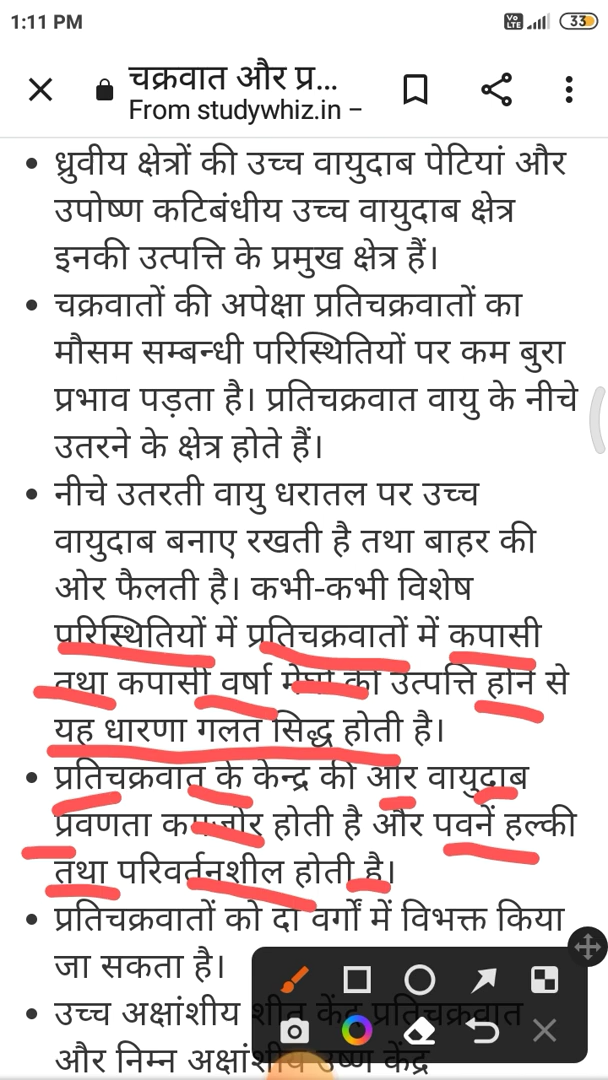 1:11 PM
Vo LTE 33
चक्रवात और प्र...
From studywhiz.in –
• ध्रुवीय क्षेत्रों की उच्च वायुदाब पेटियां और
उपोष्ण कटिबंधीय उच्च वायुदाब क्षेत्र
इनकी उत्पत्ति के प्रमुख क्षेत्र हैं।
• चक्रवातों की अपेक्षा प्रतिचक्रवातों का
मौसम सम्बन्धी परिस्थितियों पर कम बुरा
प्रभाव पड़ता है। प्रतिचक्रवात वायु के नीचे
उतरने के क्षेत्र होते हैं।
• नीचे उतरती वायु धरातल पर उच्च
वायुदाब बनाए रखती है तथा बाहर की
ओर फैलती है। कभी-कभी विशेष
परिस्थितियों में प्रतिचक्रवातों में कपासी
तथा कपासी वर्षा मेघों की उत्पत्ति होने से
यह धारणा गलत सिद्ध होती है।
• प्रतिचक्रवात के केन्द्र की ओर वायुदाब
प्रवणता कमजोर होती है और पवनें हल्की
तथा परिवर्तनशील होती है।
• प्रतिचक्रवातों को दो वर्गों में विभक्त किया
जा सकता है।
• उच्च अक्षांशीय शीत केंद्र प्रतिचक्रवात
और निम्न अक्षांशीय उष्ण केंद्र